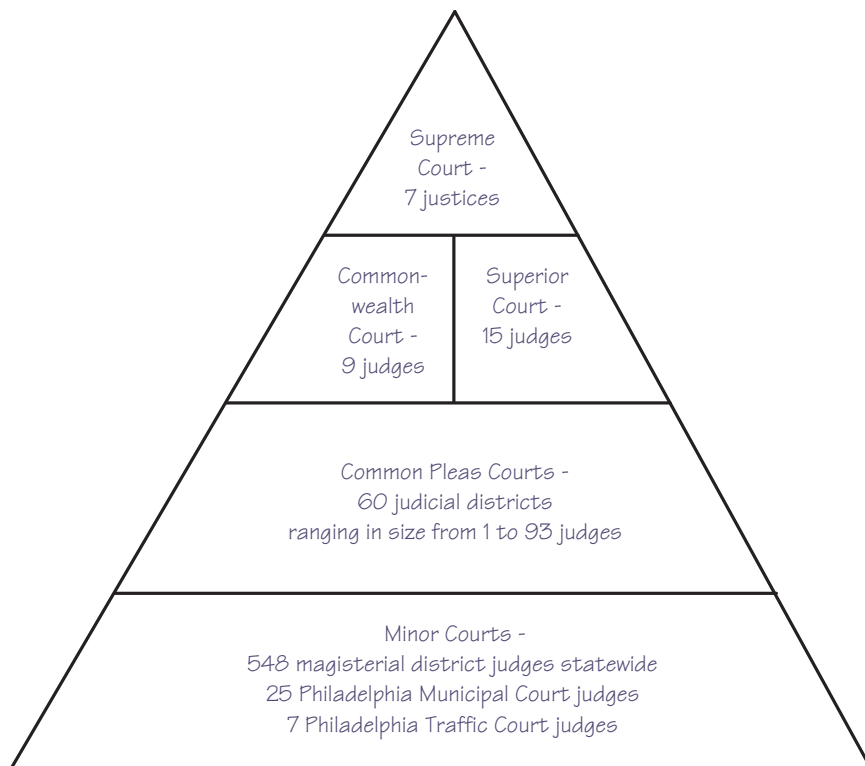 Supreme
Court -
7 justices
Common-
wealth
Court -
9 judges
Superior
Court -
15 judges
Common Pleas Courts -
60 judicial districts
ranging in size from 1 to 93 judges
Minor Courts -
548 magisterial district judges statewide
25 Philadelphia Municipal Court judges
7 Philadelphia Traffic Court judges